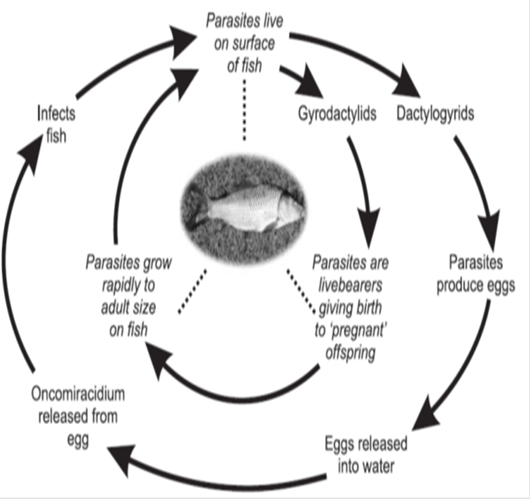 Parasites live
on surface
of fish
Gyrodactylids
Dactylogyrids
Infects
fish
Parasites grow
rapidly to
adult size
on fish
Parasites are
livebearers
giving birth
to 'pregnant'
offspring
Parasites
produce eggs
Oncomiracidium
released from
egg
Eggs released
into water